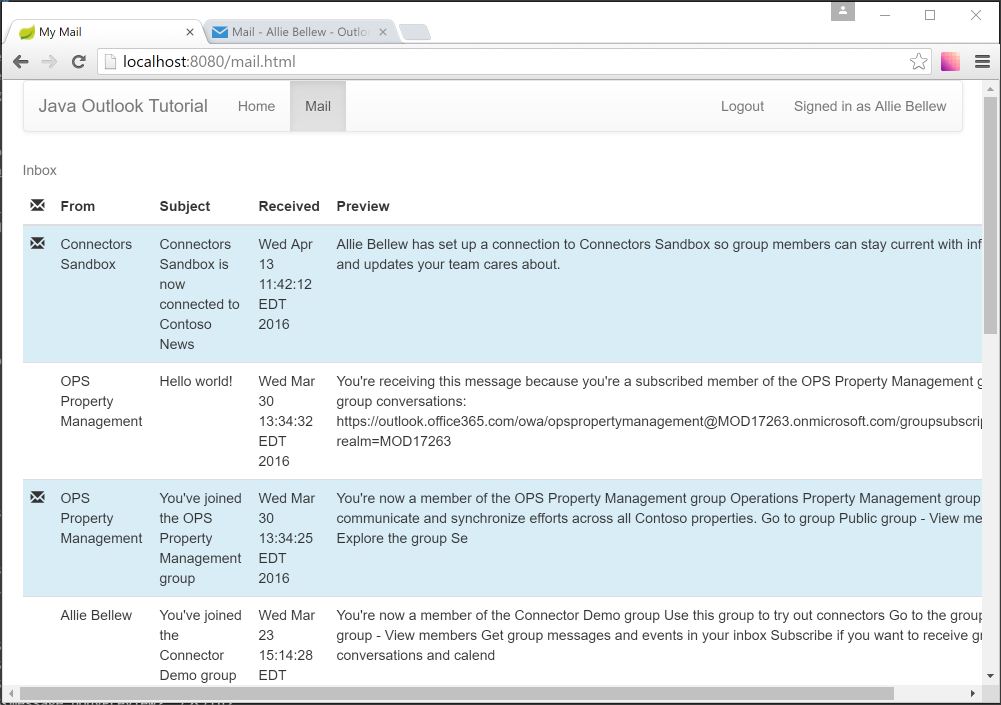 My Mail
Mail - Allie Bellew - Outlo
localhost:8080/mail.html
Java Outlook Tutorial Home Mail Logout Signed in as Allie Bellew
Inbox
From Subject Received Preview
Connectors Connectors Wed Apr Allie Bellew has set up a connection to Connectors Sandbox so group members can stay current with inf
Sandbox Sandbox is 13 and updates your team cares about.
now 11:42:12
connected to EDT
Contoso 2016
News
OPS Hello world! Wed Mar You're receiving this message because you're a subscribed member of the OPS Property Management g
Property 30 group conversations:
Management 13:34:32 https://outlook.office365.com/owa/opspropertymanagement@MOD17263.onmicrosoft.com/groupsubscrip
EDT realm=MOD17263
2016
OPS You've joined Wed Mar You're now a member of the OPS Property Management group Operations Property Management group
Property the OPS 30 communicate and synchronize efforts across all Contoso properties. Go to group Public group - View me
Management Property 13:34:25 Explore the group Se
Management EDT
group 2016
Allie Bellew You've joined Wed Mar You're now a member of the Connector Demo group Use this group to try out connectors Go to the group
the 23 group - View members Get group messages and events in your inbox Subscribe if you want to receive gr
Connector 15:14:28 conversations and calend
Demo group EDT